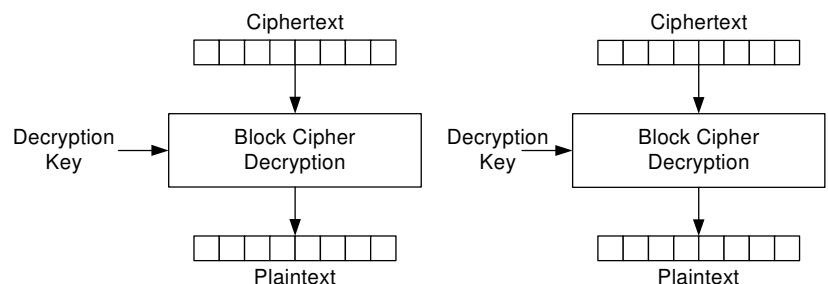 Ciphertext
Decryption
Key
Block Cipher
Decryption
Plaintext
Ciphertext
Decryption
Key
Block Cipher
Decryption
Plaintext